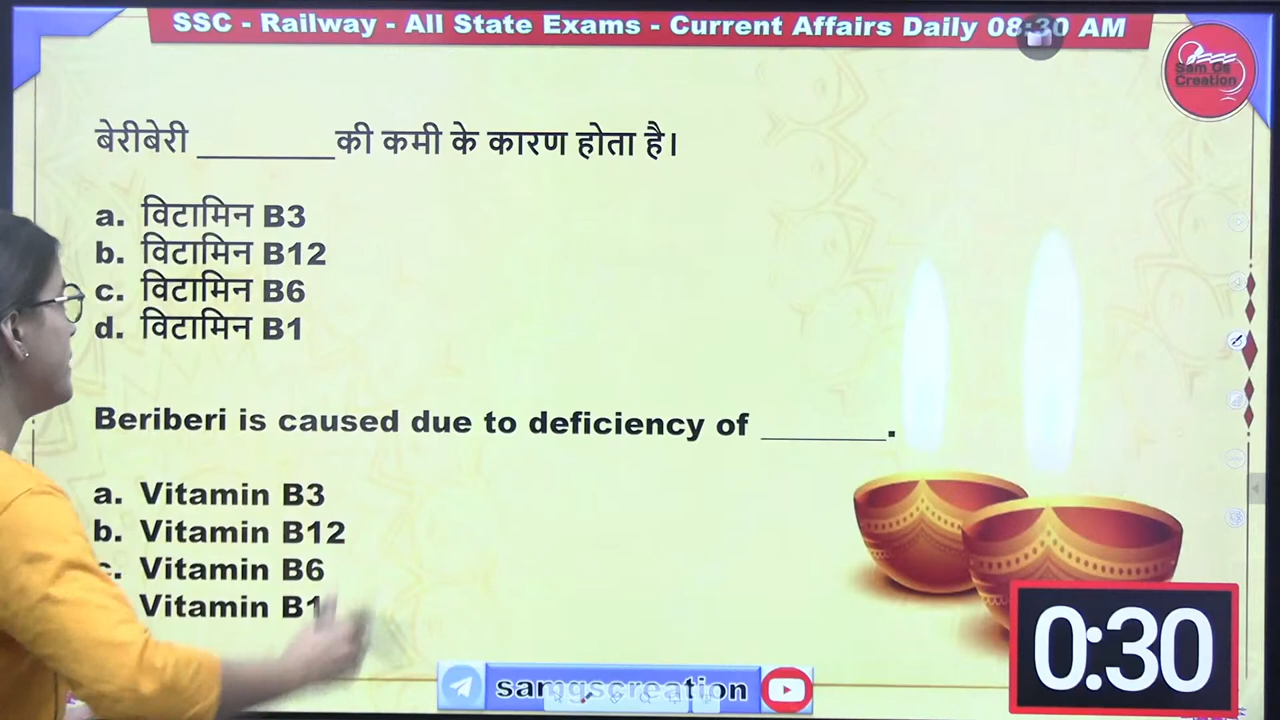 SSC - Railway - All State Exams - Current Affairs Daily 08:30 AM
Sam Gs
Creation
बेरीबेरी ________ की कमी के कारण होता है।
a. विटामिन B3
b. विटामिन B12
c. विटामिन B6
d. विटामिन B1
Beriberi is caused due to deficiency of ________.
a. Vitamin B3
b. Vitamin B12
c. Vitamin B6
Vitamin B1
0:30
samgscreation